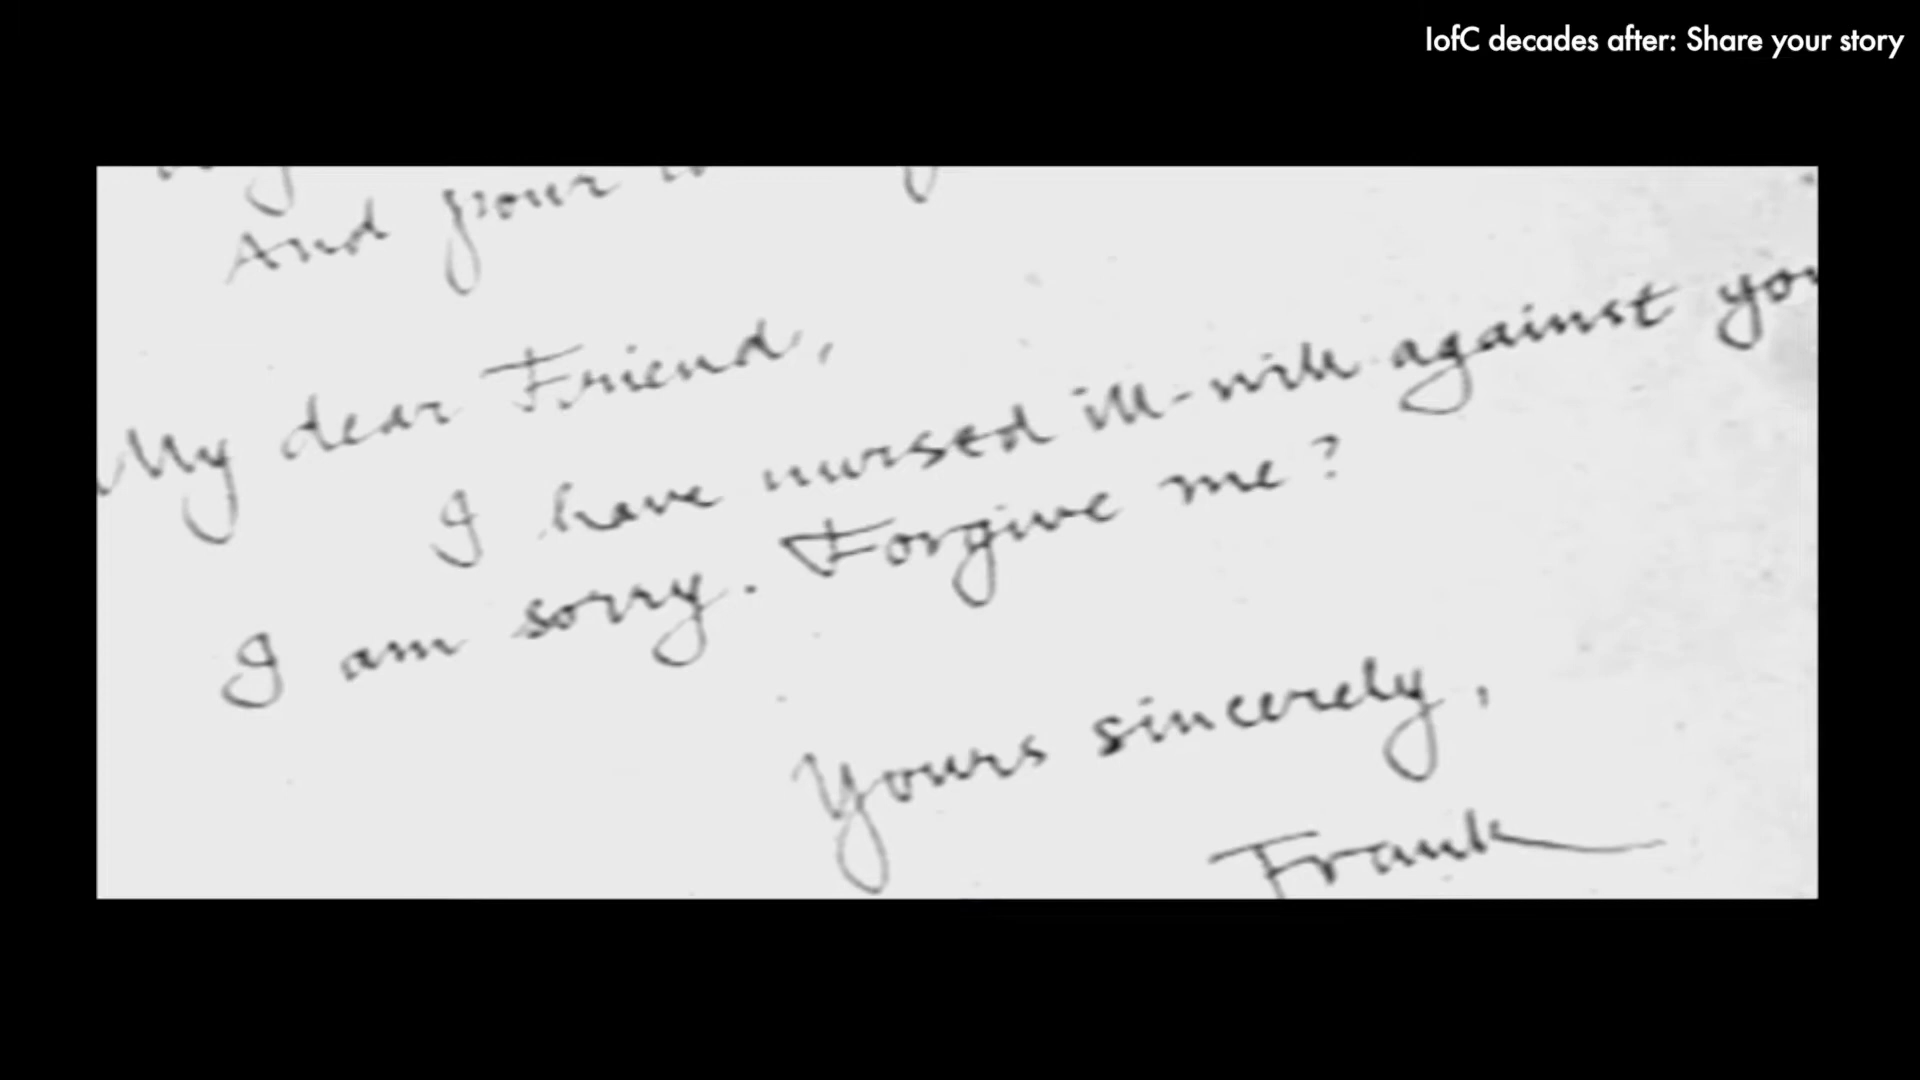 IofC decades after: Share your story
And pour
My dear Friend,
I have nursed ill-will against you
I am sorry. Forgive me?
Yours sincerely,
Frank